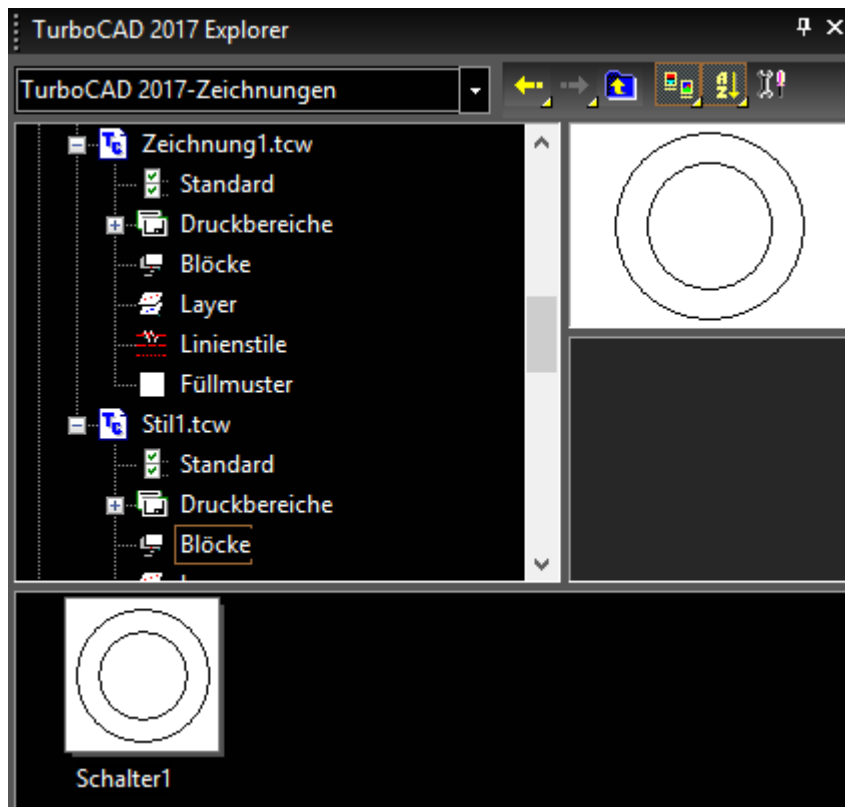 TurboCAD 2017 Explorer
TurboCAD 2017-Zeichnungen
Zeichnung1.tcw
Standard
Druckbereiche
Blöcke
Layer
Linienstile
Füllmuster
Stil1.tcw
Standard
Druckbereiche
Blöcke
Schalter1